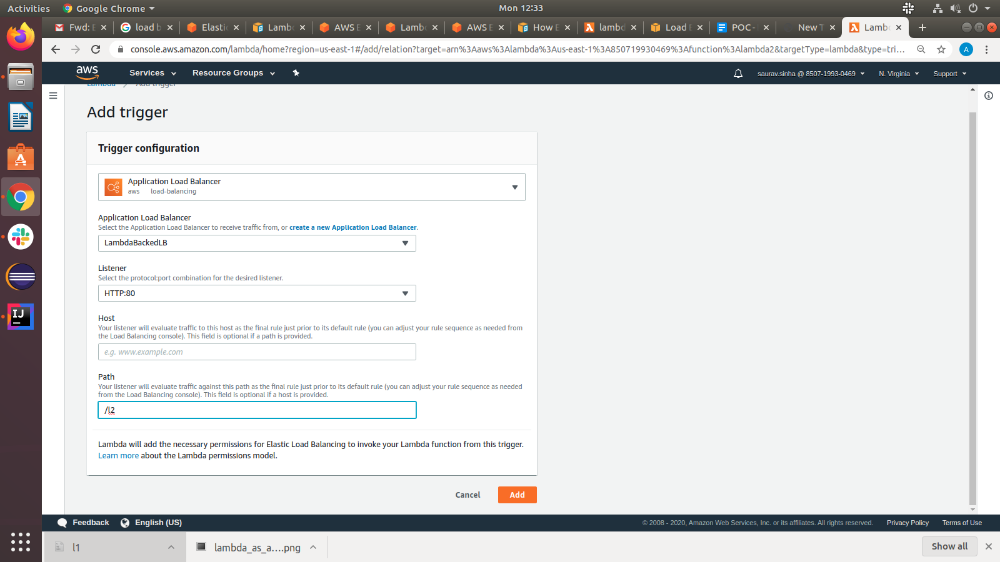 Activities Google Chrome Mon 12:33
Fwd: E load b Elastic Lambd AWS E Lambd AWS E How E lambd Load B POC - New T Lambd
console.aws.amazon.com/lambda/home?region=us-east-1#/add/relation?target=arn%3Aaws%3Alambda%3Aus-east-1%3A850719930469%3Afunction%3Alambda2&targetType=lambda&type=tri... A
aws Services Resource Groups saurav.sinha @ 8507-1993-0469 N. Virginia Support
Lambda Add trigger
Add trigger
Trigger configuration
Application Load Balancer
aws load-balancing
Application Load Balancer
Select the Application Load Balancer to receive traffic from, or create a new Application Load Balancer.
LambdaBackedLB
Listener
Select the protocol:port combination for the desired listener.
HTTP:80
Host
Your listener will evaluate traffic to this host as the final rule just prior to its default rule (you can adjust your rule sequence as needed from
the Load Balancing console). This field is optional if a path is provided.
e.g. www.example.com
Path
Your listener will evaluate traffic against this path as the final rule just prior to its default rule (you can adjust your rule sequence as needed
from the Load Balancing console). This field is optional if a host is provided.
/l2
Lambda will add the necessary permissions for Elastic Load Balancing to invoke your Lambda function from this trigger.
Learn more about the Lambda permissions model.
Cancel Add
Feedback English (US) © 2008 - 2020, Amazon Web Services, Inc. or its affiliates. All rights reserved. Privacy Policy Terms of Use
l1 lambda_as_a....png Show all